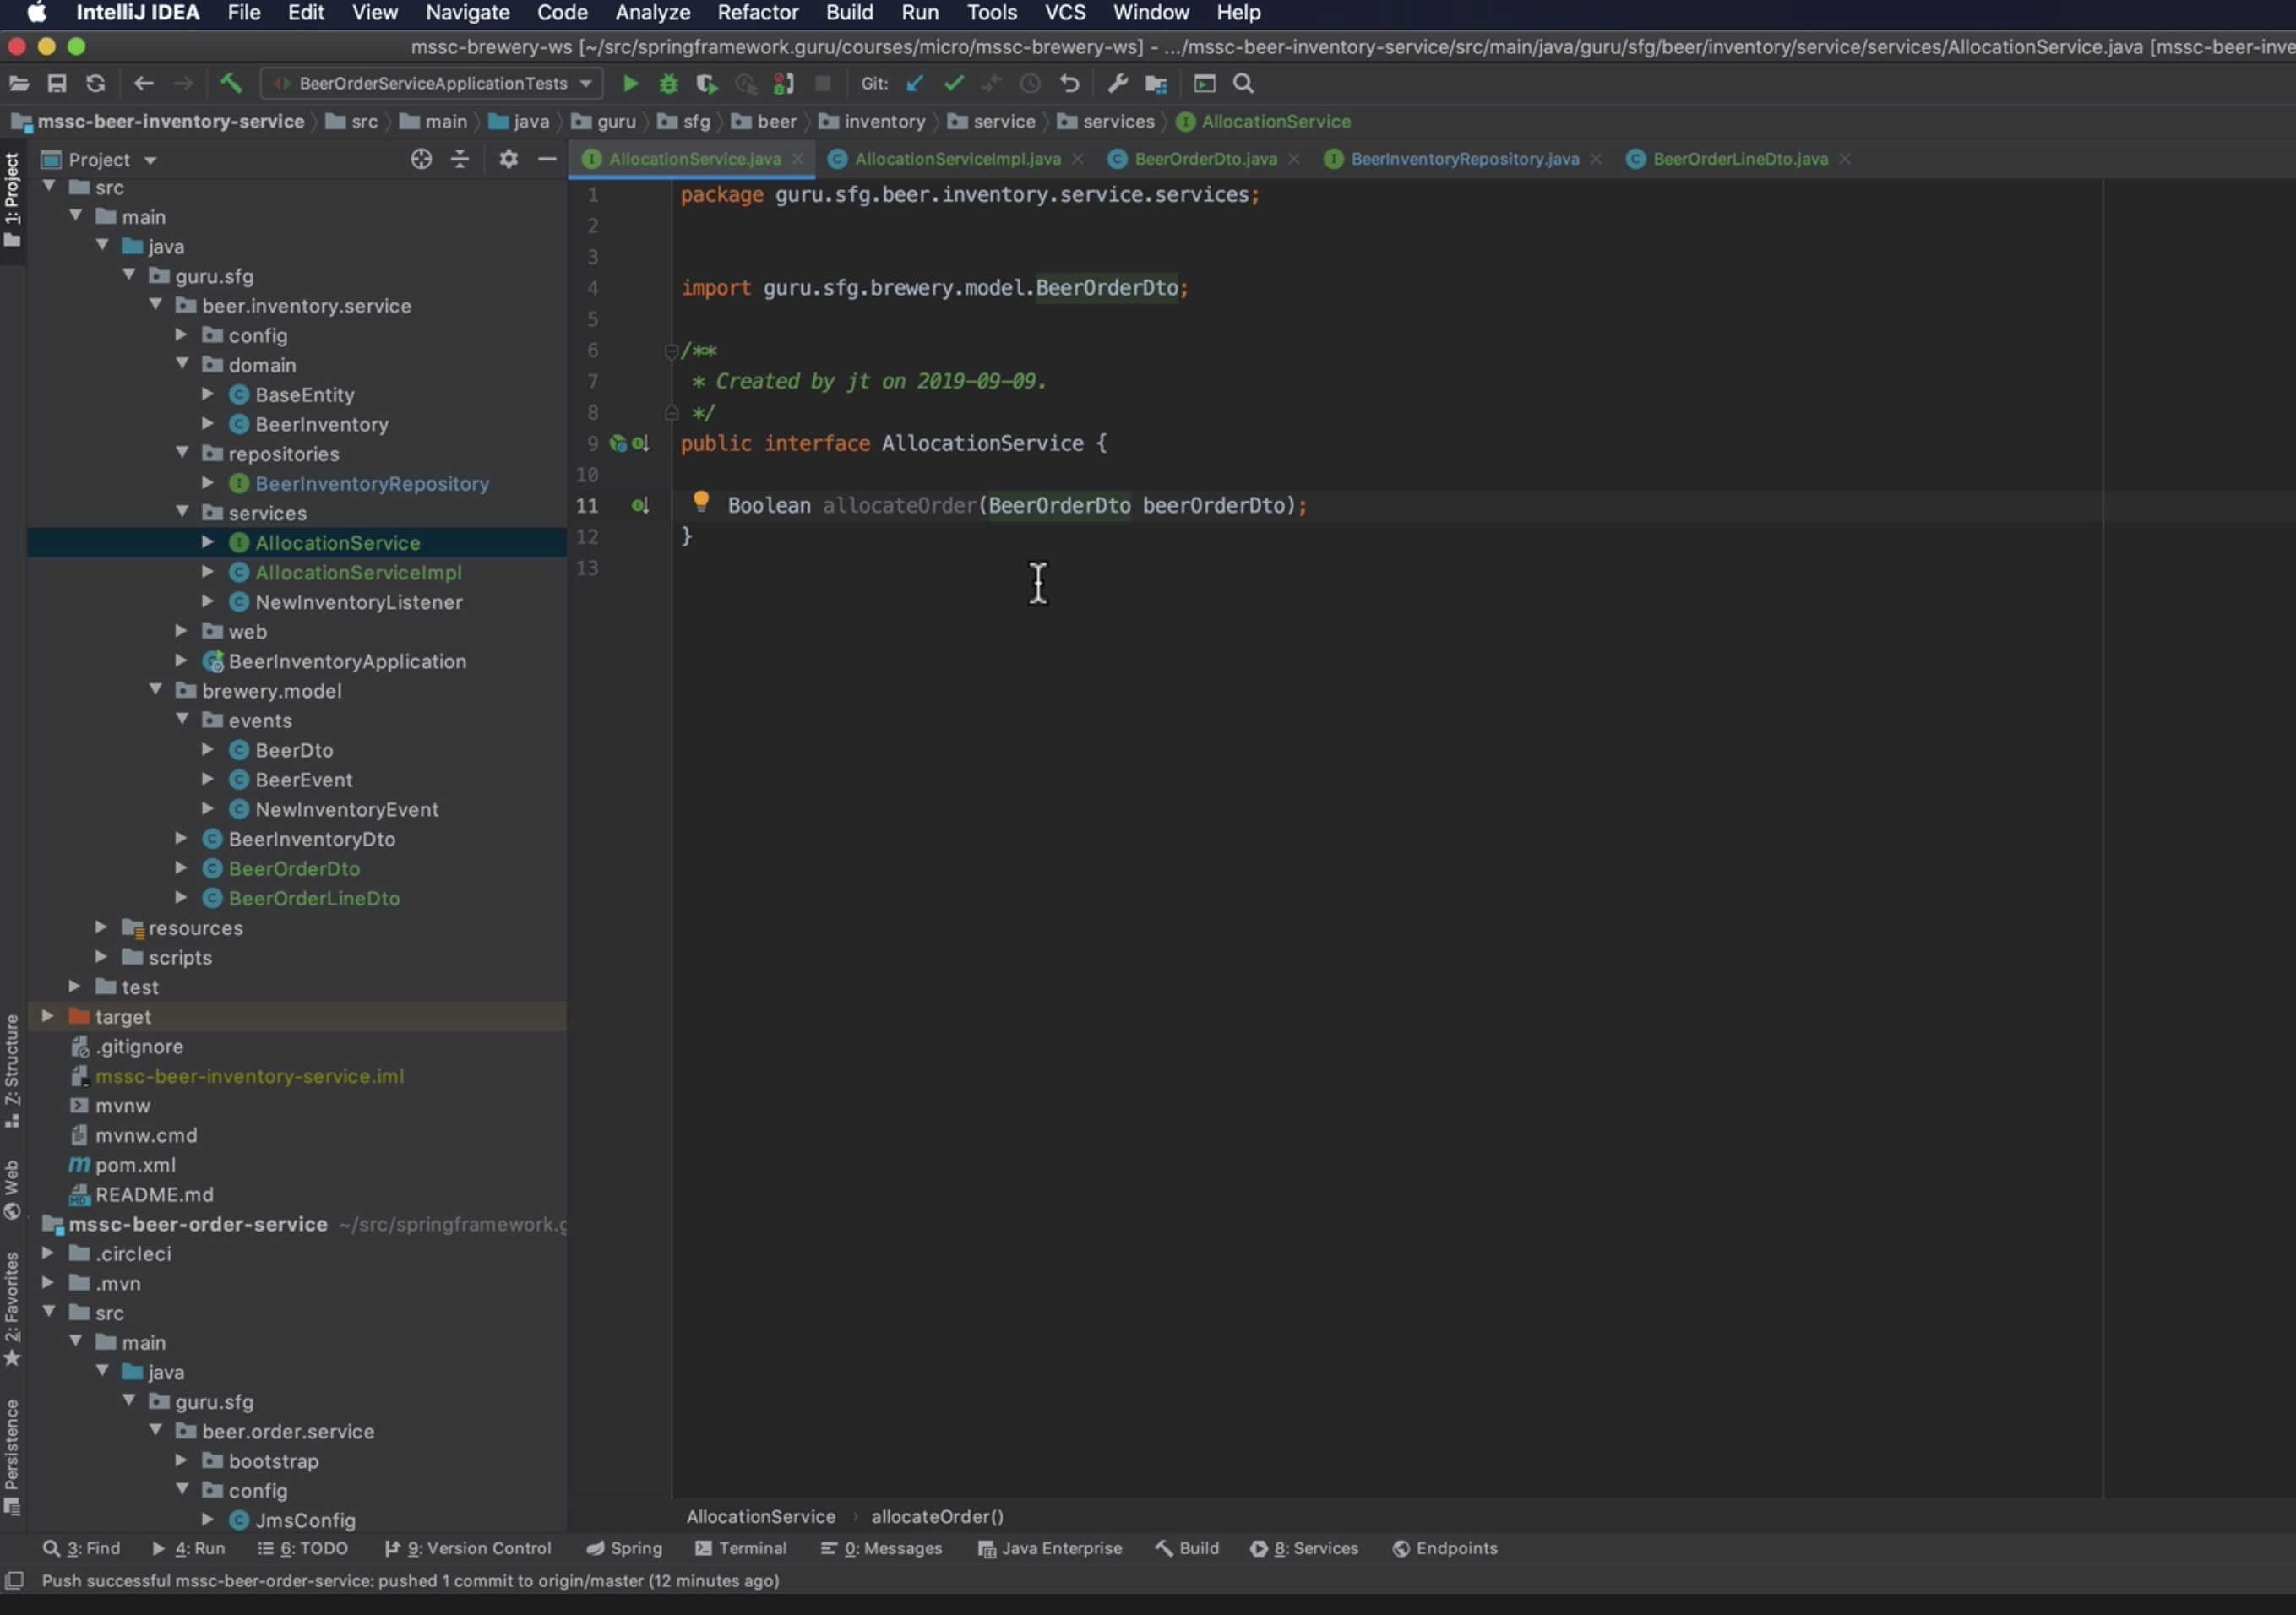 IntelliJ IDEA File Edit View Navigate Code Analyze Refactor Build Run Tools VCS Window Help
mssc-brewery-ws [~/src/springframework.guru/courses/micro/mssc-brewery-ws] - .../mssc-beer-inventory-service/src/main/java/guru/sfg/beer/inventory/service/services/AllocationService.java [mssc-beer-inve
BeerOrderServiceApplicationTests Git:
mssc-beer-inventory-service src main java guru sfg beer inventory service services AllocationService
Project
AllocationService.java AllocationServiceImpl.java BeerOrderDto.java BeerInventoryRepository.java BeerOrderLineDto.java
1: Project
7: Structure
Web
2: Favorites
Persistence
src
main
java
guru.sfg
beer.inventory.service
config
domain
BaseEntity
BeerInventory
repositories
BeerInventoryRepository
services
AllocationService
AllocationServiceImpl
NewInventoryListener
web
BeerInventoryApplication
brewery.model
events
BeerDto
BeerEvent
NewInventoryEvent
BeerInventoryDto
BeerOrderDto
BeerOrderLineDto
resources
scripts
test
target
.gitignore
mssc-beer-inventory-service.iml
mvnw
mvnw.cmd
pom.xml
README.md
mssc-beer-order-service ~/src/springframework.g
.circleci
.mvn
src
main
java
guru.sfg
beer.order.service
bootstrap
config
JmsConfig
1 package guru.sfg.beer.inventory.service.services;
2
3
4 import guru.sfg.brewery.model.BeerOrderDto;
5
6 /**
7 * Created by jt on 2019-09-09.
8 */
9 public interface AllocationService {
10
11 Boolean allocateOrder(BeerOrderDto beerOrderDto);
12 }
13
AllocationService › allocateOrder()
3: Find 4: Run 6: TODO 9: Version Control Spring Terminal 0: Messages Java Enterprise Build 8: Services Endpoints
Push successful mssc-beer-order-service: pushed 1 commit to origin/master (12 minutes ago)